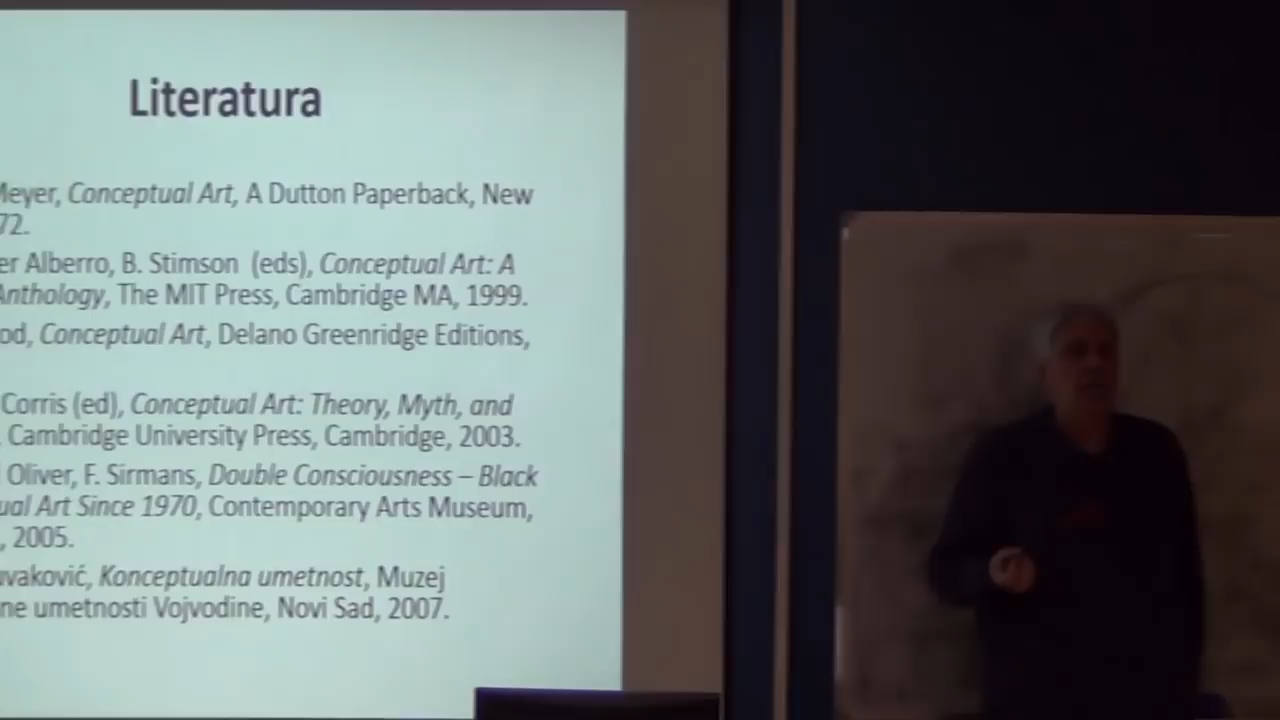 Literatura
Meyer, Conceptual Art, A Dutton Paperback, New
72.
er Alberro, B. Stimson (eds), Conceptual Art: A
Anthology, The MIT Press, Cambridge MA, 1999.
od, Conceptual Art, Delano Greenridge Editions,
Corris (ed), Conceptual Art: Theory, Myth, and
, Cambridge University Press, Cambridge, 2003.
Oliver, F. Sirmans, Double Consciousness – Black
ual Art Since 1970, Contemporary Arts Museum,
, 2005.
uvaković, Konceptualna umetnost, Muzej
ne umetnosti Vojvodine, Novi Sad, 2007.